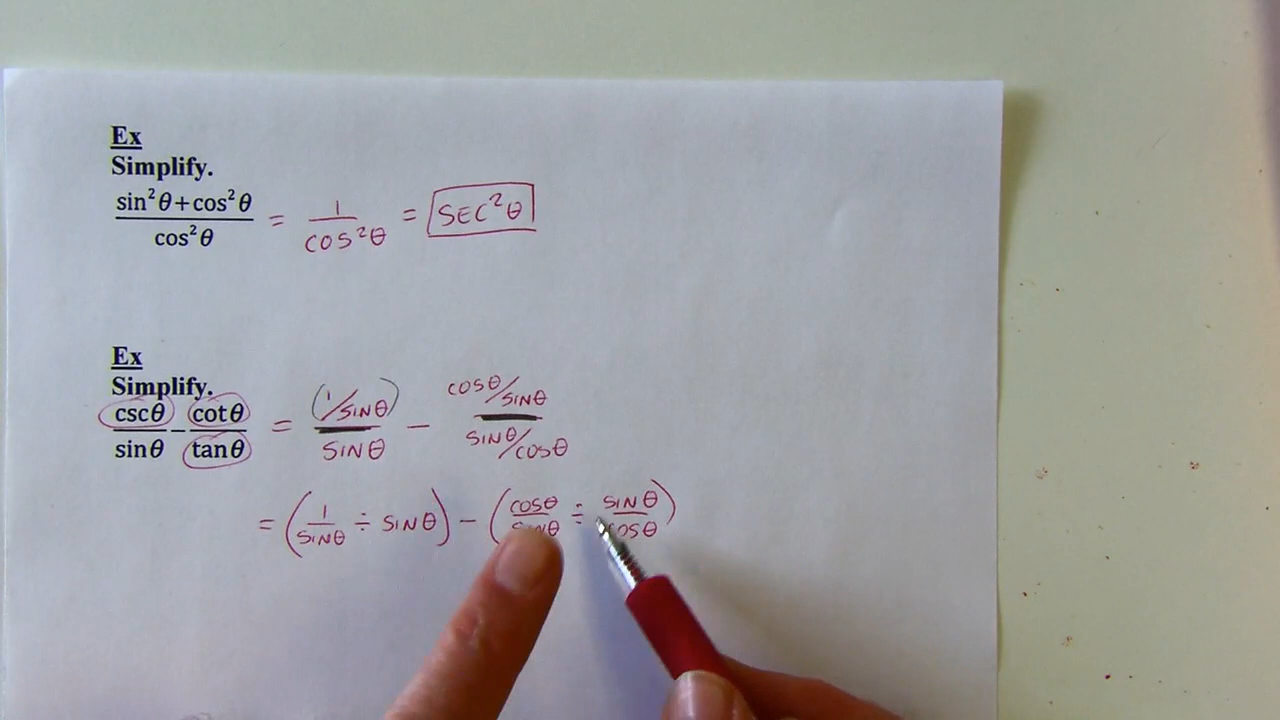 Ex
Simplify.
sin²θ+cos²θ / cos²θ = 1 / COS²θ = SEC²θ
Ex
Simplify.
cscθ / sinθ − cotθ / tanθ = (1/SINθ) / SINθ − COSθ/SINθ / SINθ/COSθ
= (1/SINθ ÷ SINθ) − (COSθ/SINθ ÷ SINθ/COSθ)